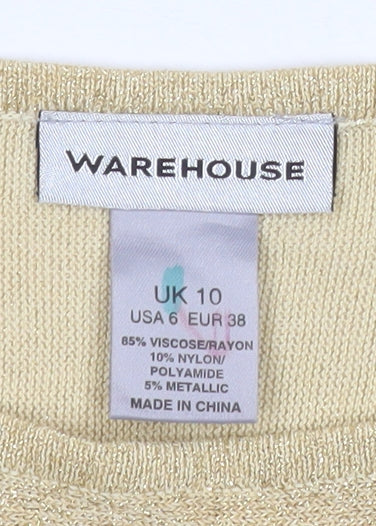 WAREHOUSE
UK 10
USA 6 EUR 38
85% VISCOSE/RAYON
10% NYLON/
POLYAMIDE
5% METALLIC
MADE IN CHINA